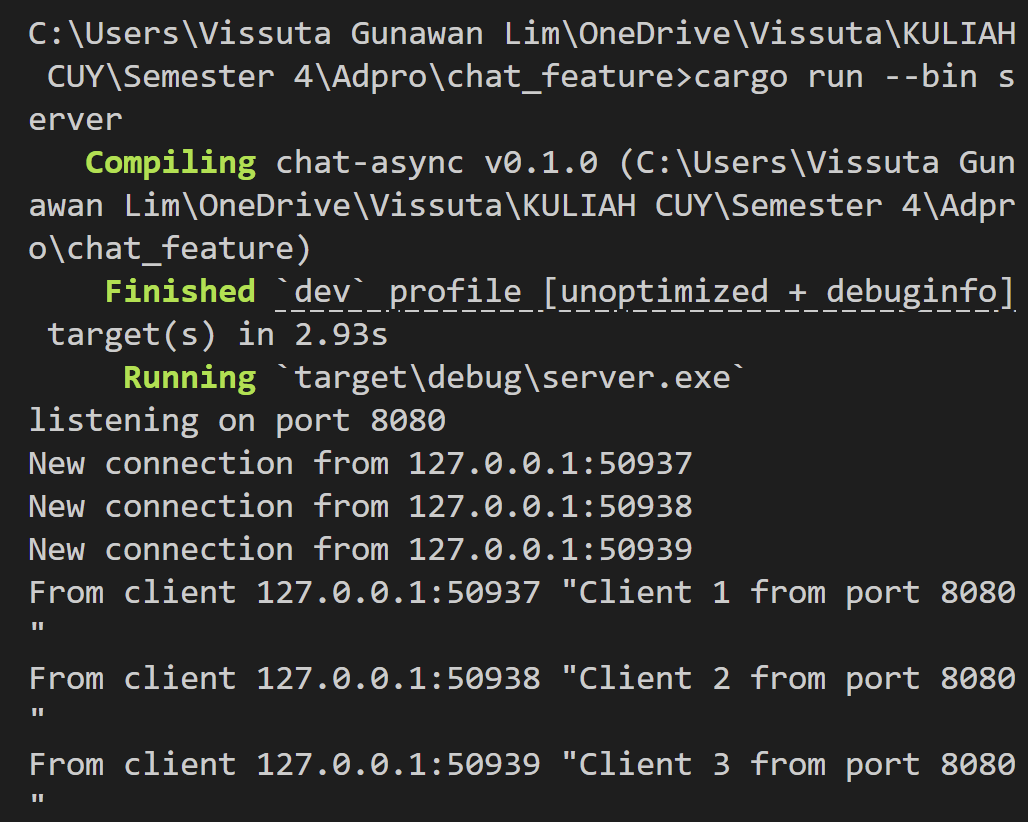 C:\Users\Vissuta Gunawan Lim\OneDrive\Vissuta\KULIAH
 CUY\Semester 4\Adpro\chat_feature>cargo run --bin s
erver
   Compiling chat-async v0.1.0 (C:\Users\Vissuta Gun
awan Lim\OneDrive\Vissuta\KULIAH CUY\Semester 4\Adpr
o\chat_feature)
    Finished `dev` profile [unoptimized + debuginfo]
 target(s) in 2.93s
     Running `target\debug\server.exe`
listening on port 8080
New connection from 127.0.0.1:50937
New connection from 127.0.0.1:50938
New connection from 127.0.0.1:50939
From client 127.0.0.1:50937 "Client 1 from port 8080
"
From client 127.0.0.1:50938 "Client 2 from port 8080
"
From client 127.0.0.1:50939 "Client 3 from port 8080
"